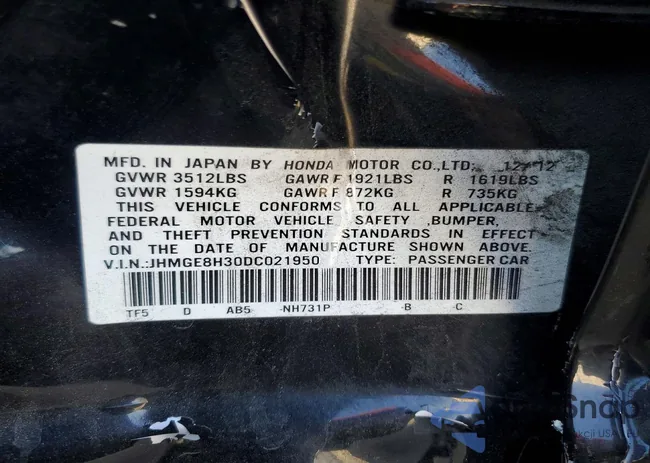 MFD. IN JAPAN BY HONDA MOTOR CO.,LTD. 12/12
GVWR 3512LBS GAWR F 1921LBS R 1619LBS
GVWR 1594KG GAWR F 872KG R 735KG
THIS VEHICLE CONFORMS TO ALL APPLICABLE
FEDERAL MOTOR VEHICLE SAFETY ,BUMPER,
AND THEFT PREVENTION STANDARDS IN EFFECT
ON THE DATE OF MANUFACTURE SHOWN ABOVE.
V.I.N.:JHMGE8H30DC021950 TYPE: PASSENGER CAR
TF5 D AB5 -NH731P -B C